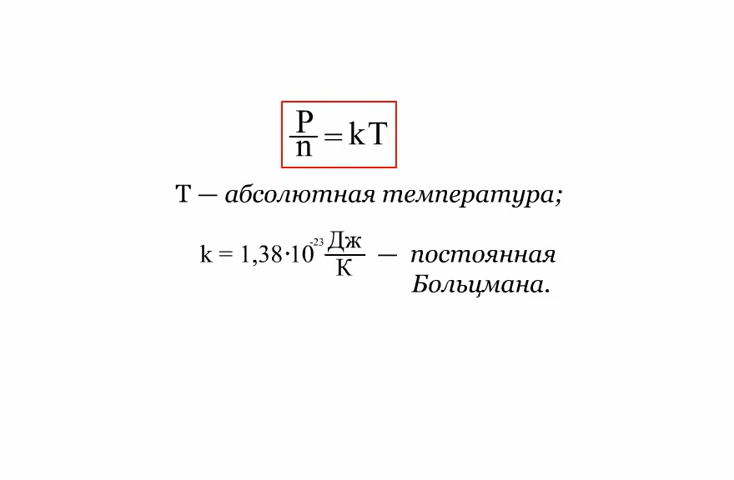 P/n = kT
T — абсолютная температура;
k = 1,38·10⁻²³ Дж/К — постоянная
Больцмана.